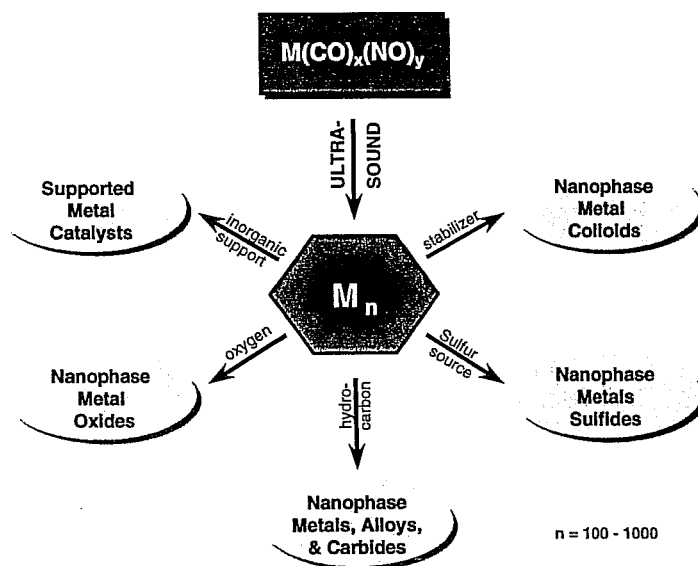 M(CO)x(NO)y
ULTRA-
SOUND
Supported
Metal
Catalysts
inorganic
support
stabilizer
Nanophase
Metal
Colloids
Mn
oxygen
Nanophase
Metal
Oxides
hydro-
carbon
Sulfur
source
Nanophase
Metals
Sulfides
Nanophase
Metals, Alloys,
& Carbides
n = 100 - 1000